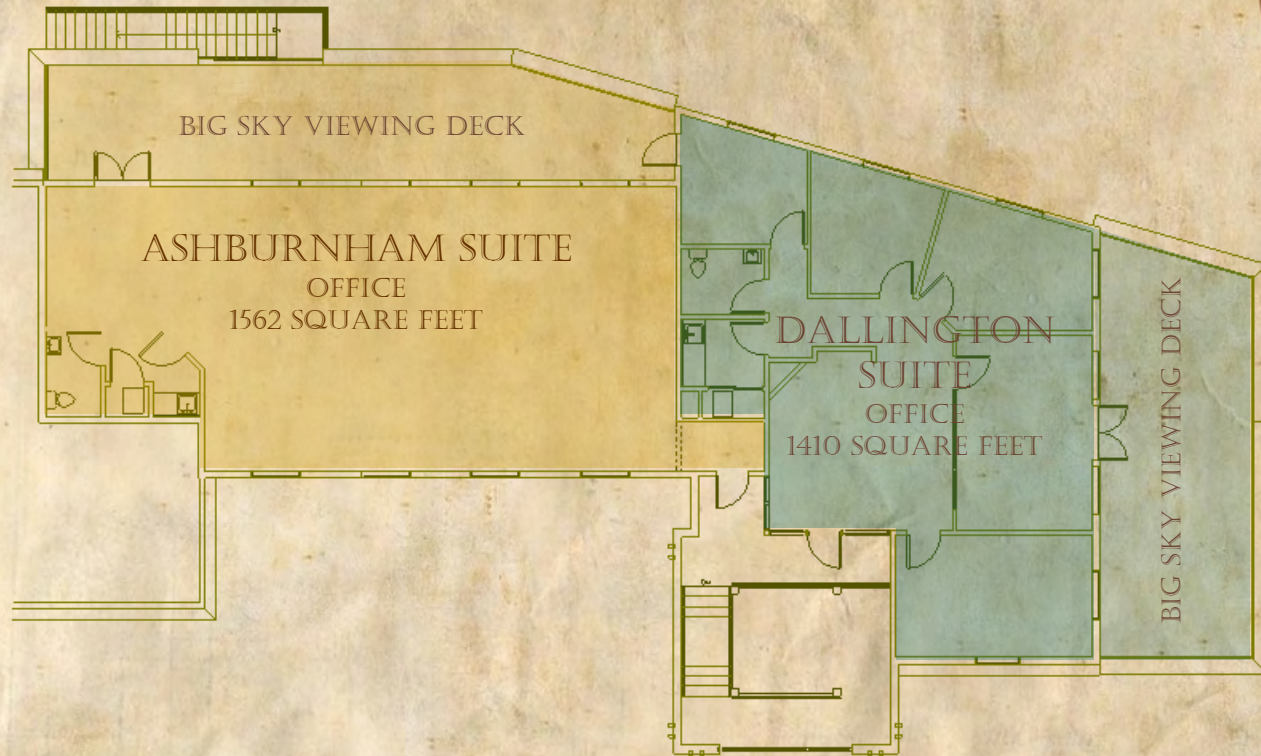 BIG SKY VIEWING DECK
ASHBURNHAM SUITE
OFFICE
1562 SQUARE FEET
DALLINGTON
SUITE
OFFICE
1410 SQUARE FEET
BIG SKY VIEWING DECK